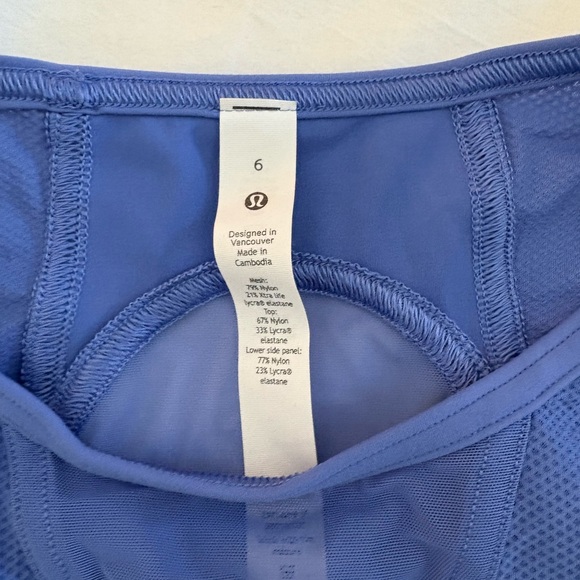 6
Designed in
Vancouver
Made in
Cambodia
Mesh:
79% Nylon
21% Xtra life
lycra® elastane
Top:
67% Nylon
33% Lycra®
elastane
Lower side panel:
77% Nylon
23% Lycra®
elastane